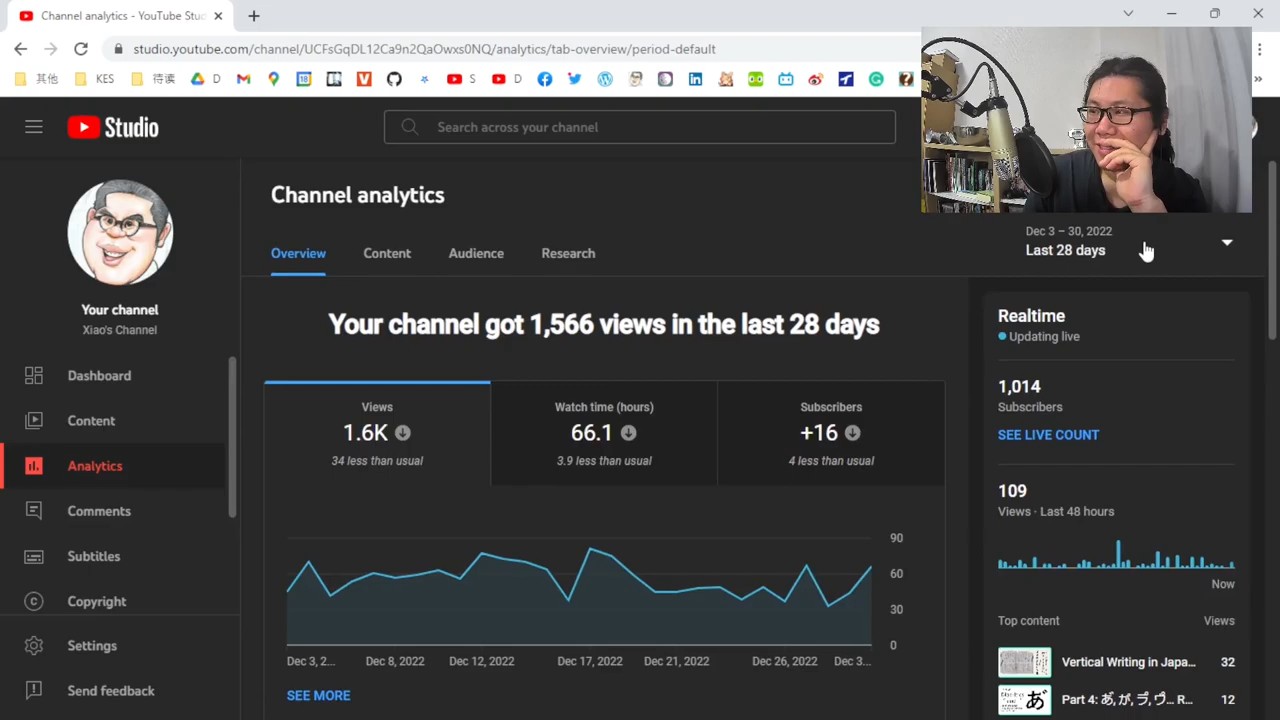 Channel analytics - YouTube Stud
studio.youtube.com/channel/UCFsGqDL12Ca9n2QaOwxs0NQ/analytics/tab-overview/period-default
其他 KES 待读 D S D
Studio
Search across your channel
Channel analytics
Dec 3 – 30, 2022
Last 28 days
Overview Content Audience Research
Your channel
Xiao's Channel
Dashboard
Content
Analytics
Comments
Subtitles
Copyright
Settings
Send feedback
Your channel got 1,566 views in the last 28 days
Views
1.6K
34 less than usual
Watch time (hours)
66.1
3.9 less than usual
Subscribers
+16
4 less than usual
90
60
30
0
Dec 3, 2... Dec 8, 2022 Dec 12, 2022 Dec 17, 2022 Dec 21, 2022 Dec 26, 2022 Dec 3...
SEE MORE
Realtime
Updating live
1,014
Subscribers
SEE LIVE COUNT
109
Views · Last 48 hours
Now
Top content Views
Vertical Writing in Japa... 32
Part 4: あ, が, ラ, ヴ... R... 12